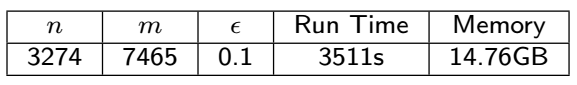 n m ϵ Run Time Memory
3274 7465 0.1 3511s 14.76GB